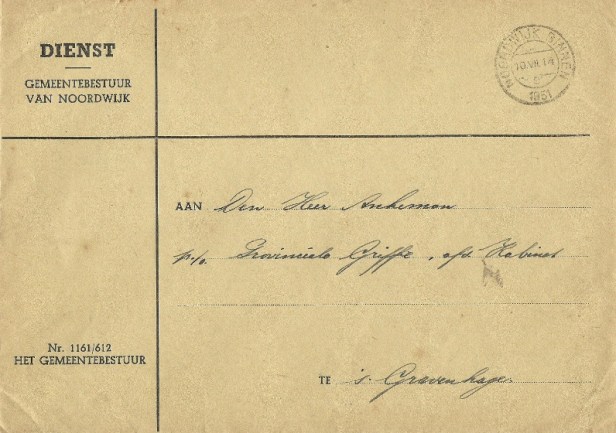 DIENST
GEMEENTEBESTUUR
VAN NOORDWIJK
NOORDWIJK BINNEN
10.VII.
1951
AAN Den Heer Ankerman
p/a. Provinciale Griffie, afd. Kabinet
Nr. 1161/612
HET GEMEENTEBESTUUR
TE 's Gravenhage.